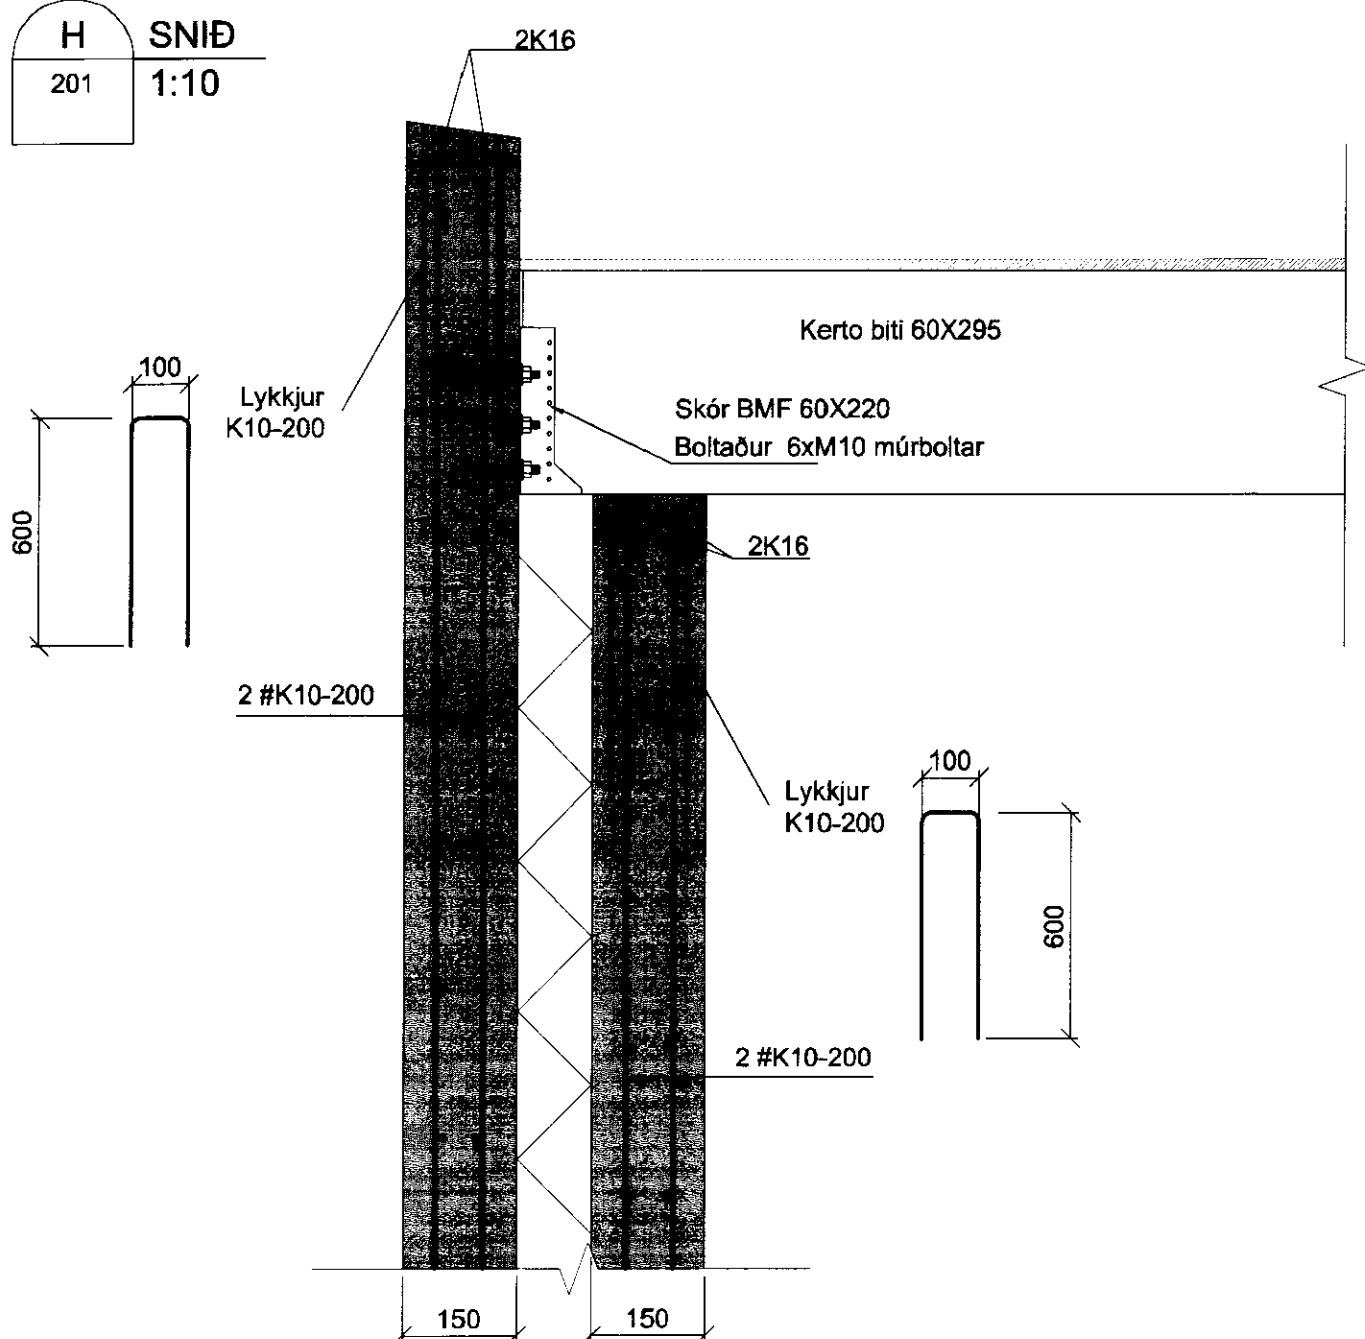 H SNIÐ
201 1:10
2K16
Kerto biti 60X295
100
Lykkjur
K10-200
Skór BMF 60X220
Boltaður 6xM10 múrboltar
600
2K16
2 #K10-200
100
Lykkjur
K10-200
600
2 #K10-200
150
150